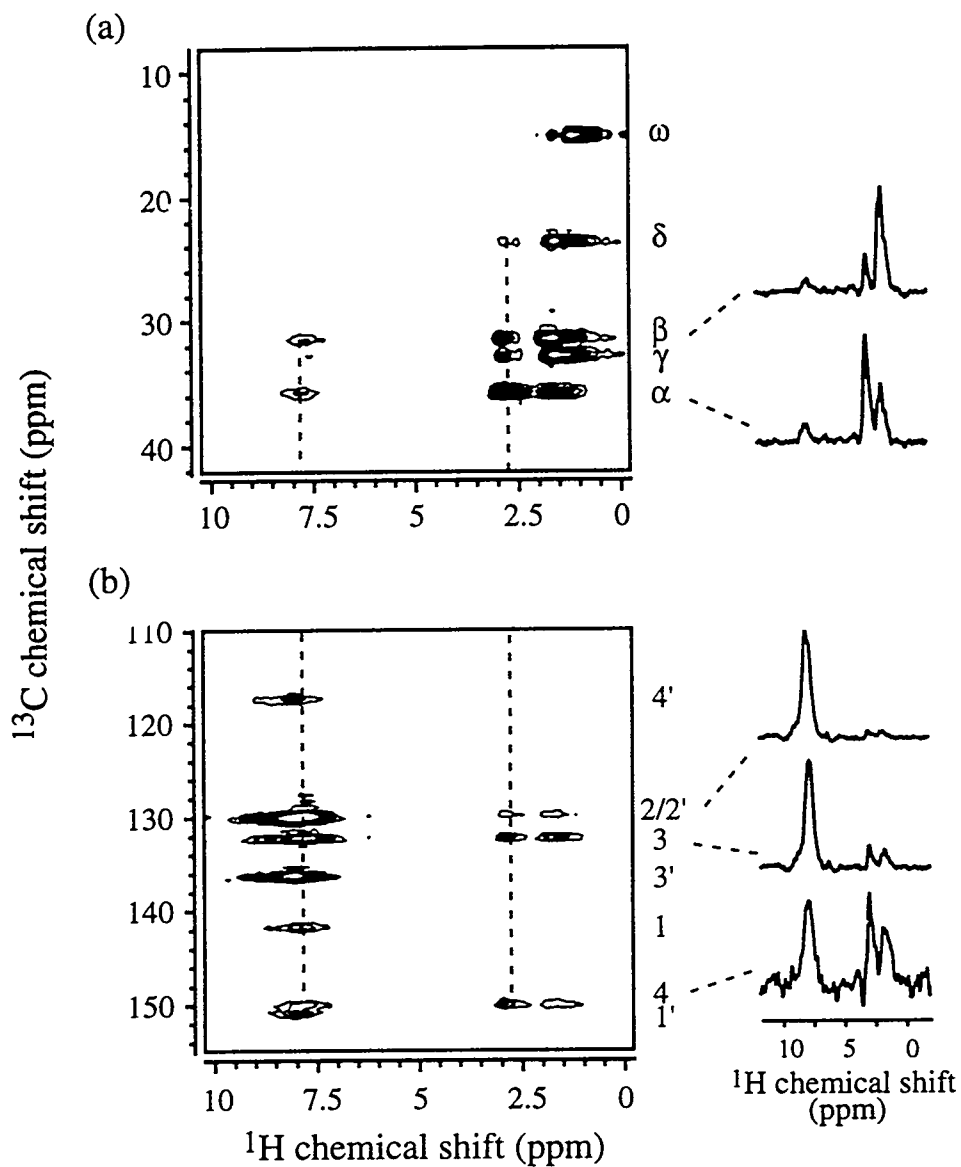 (a)
10
20
30
40
ω
δ
β
γ
α
10
7.5
5
2.5
0
13C chemical shift (ppm)
(b)
110
120
130
140
150
4'
2/2'
3
3'
1
4
1'
10
7.5
5
2.5
0
1H chemical shift (ppm)
10
5
0
1H chemical shift
(ppm)